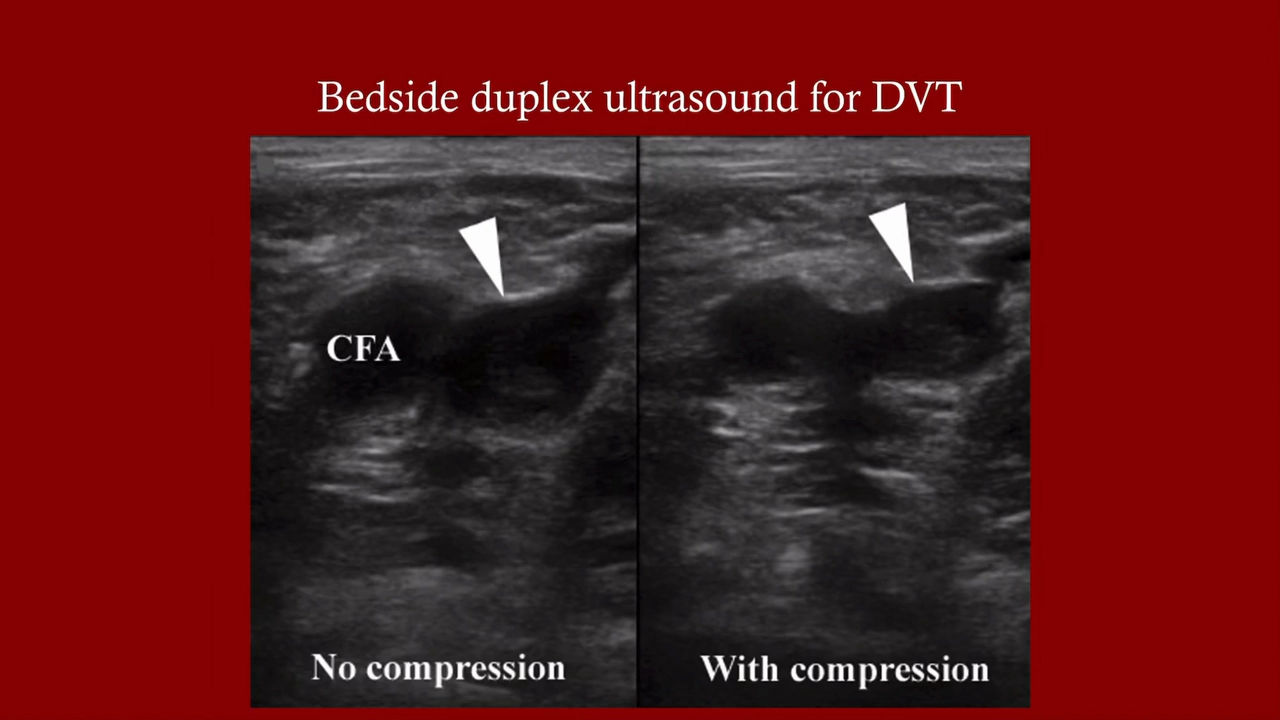 Bedside duplex ultrasound for DVT
CFA
No compression
With compression